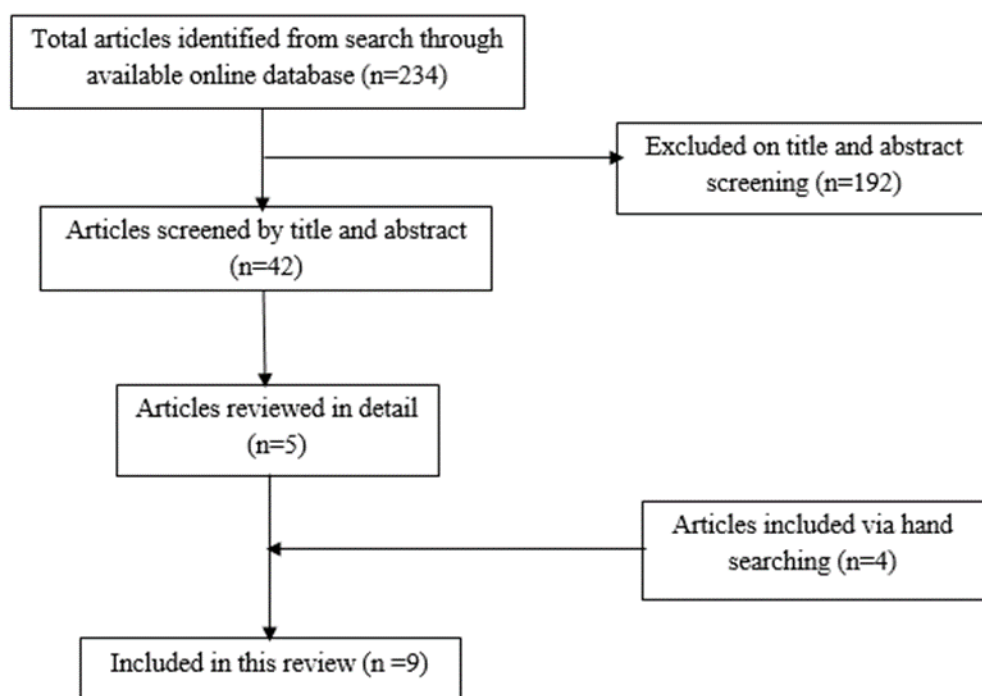 Total articles identified from search through
available online database (n=234)
Excluded on title and abstract
screening (n=192)
Articles screened by title and abstract
(n=42)
Articles reviewed in detail
(n=5)
Articles included via hand
searching (n=4)
Included in this review (n =9)